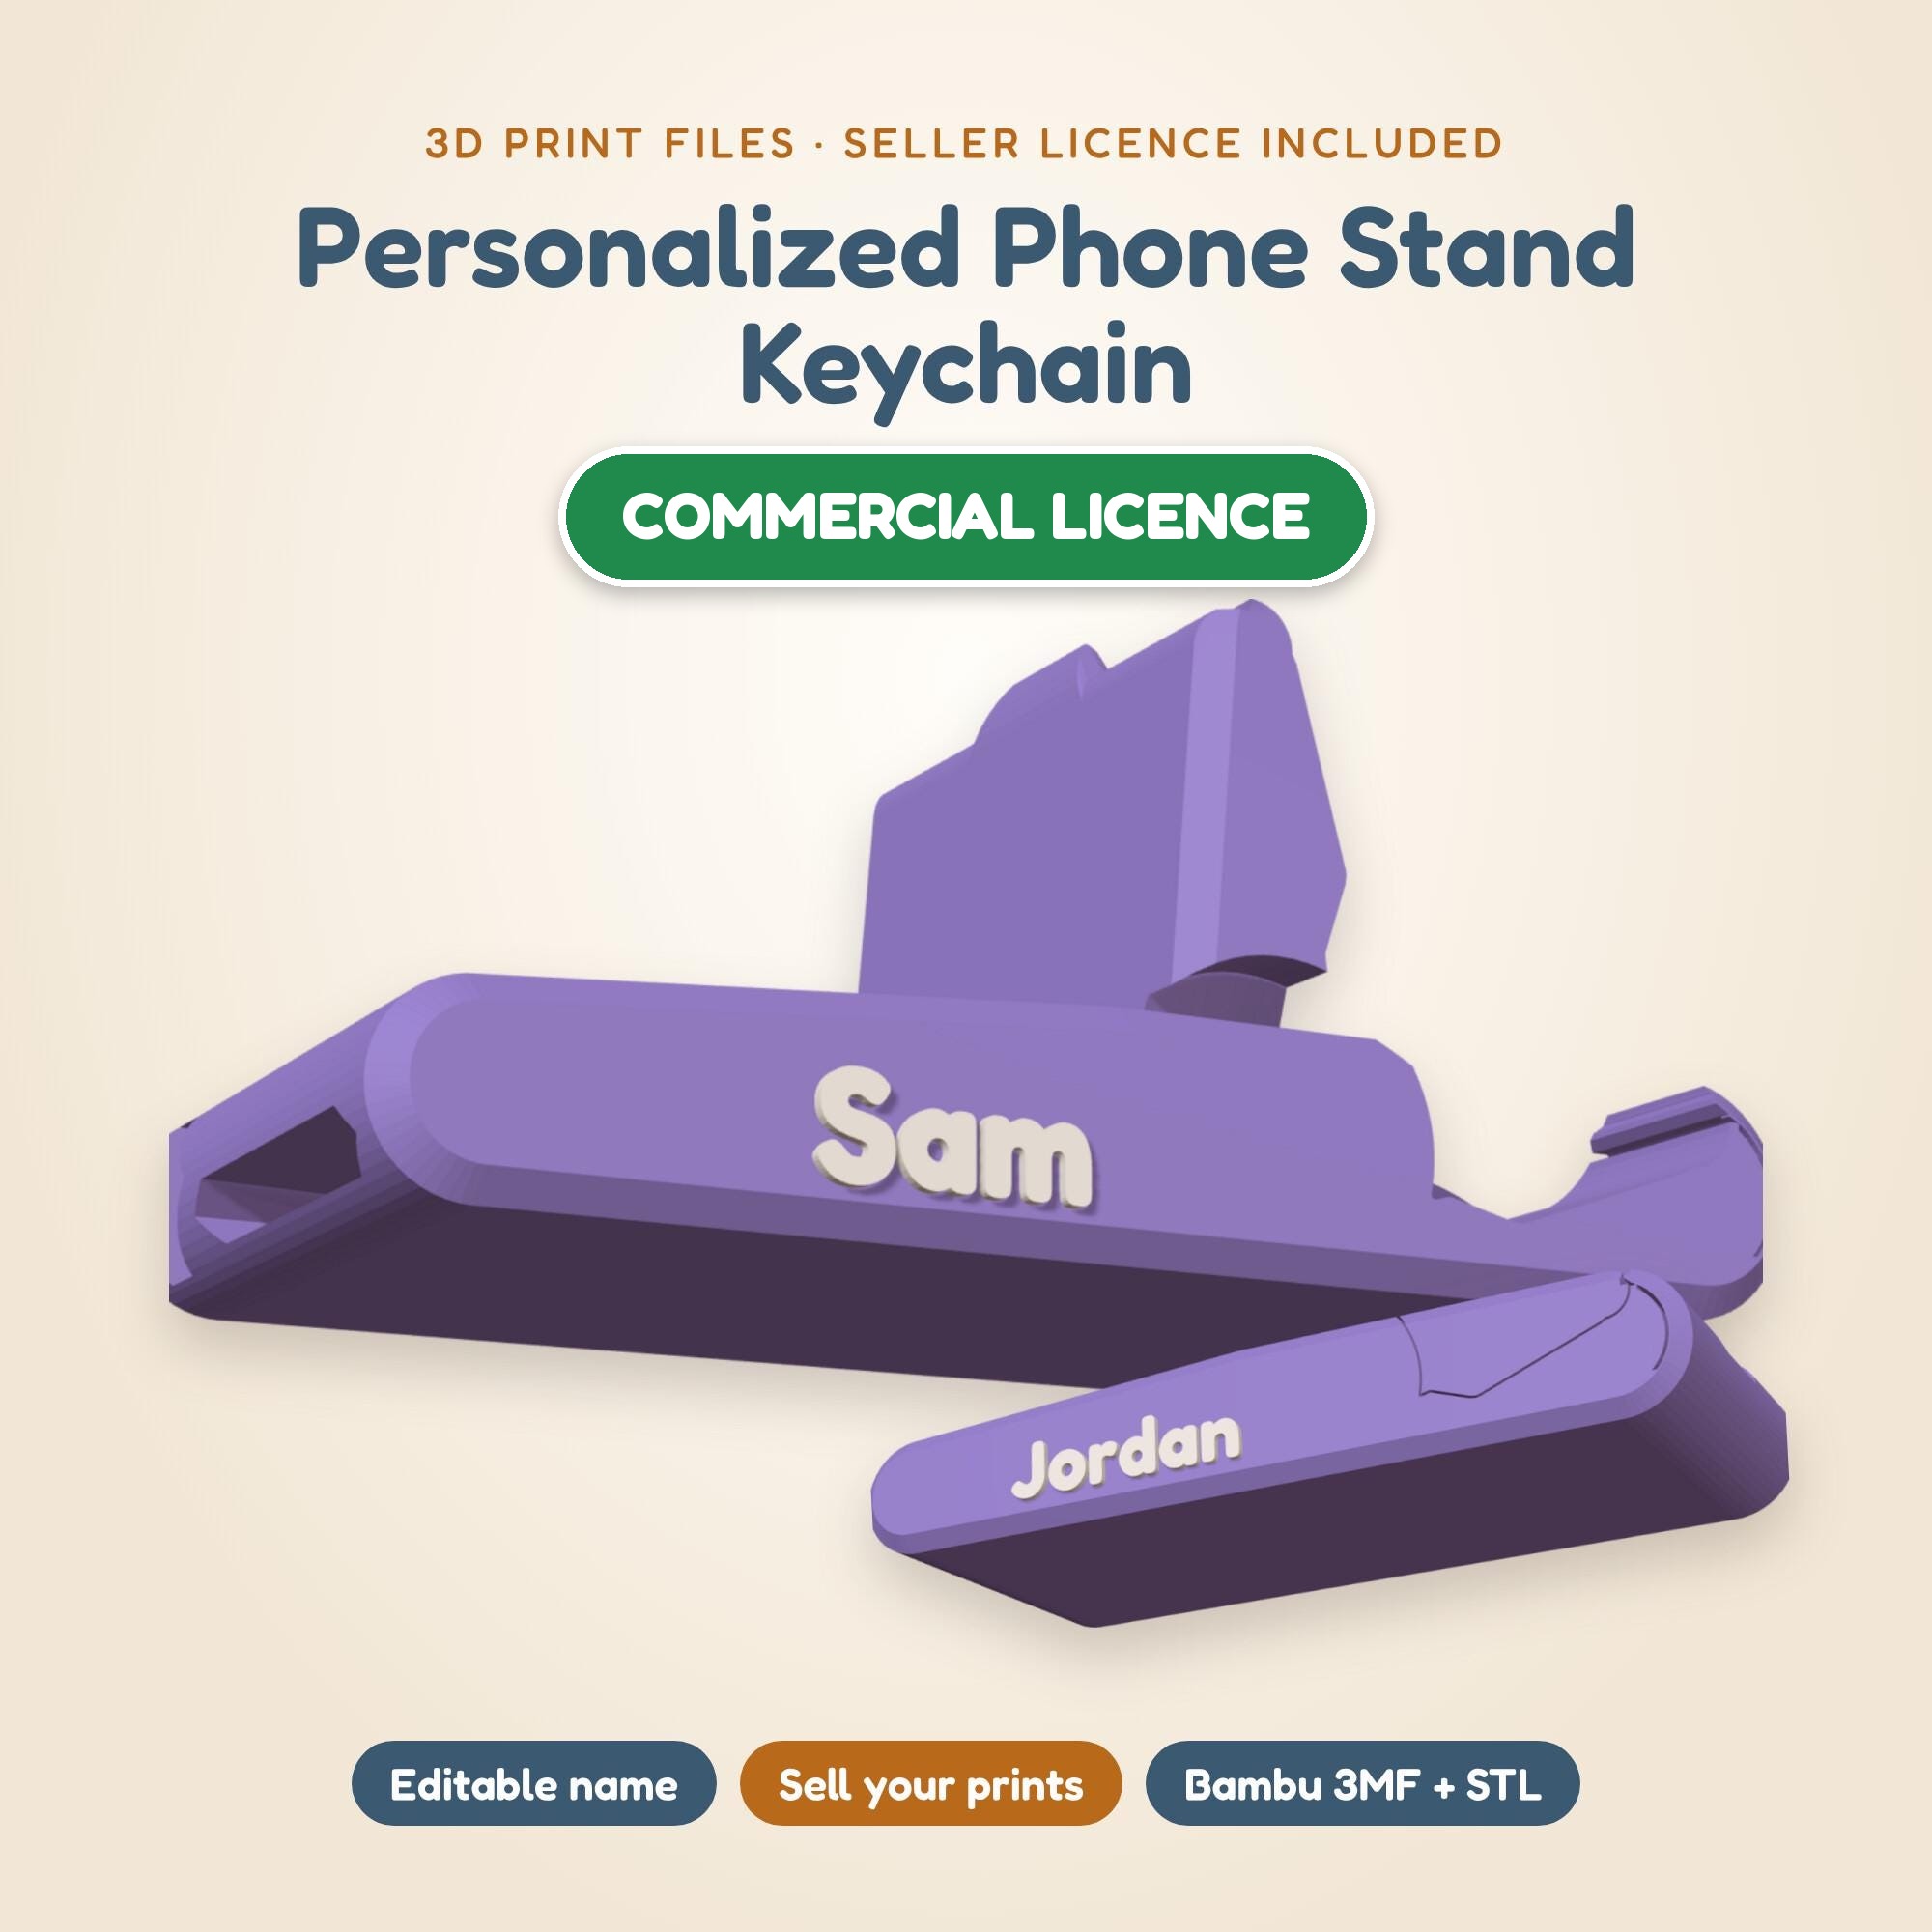 3D PRINT FILES · SELLER LICENCE INCLUDED
Personalized Phone Stand
Keychain
COMMERCIAL LICENCE
Sam
Jordan
Editable name
Sell your prints
Bambu 3MF + STL